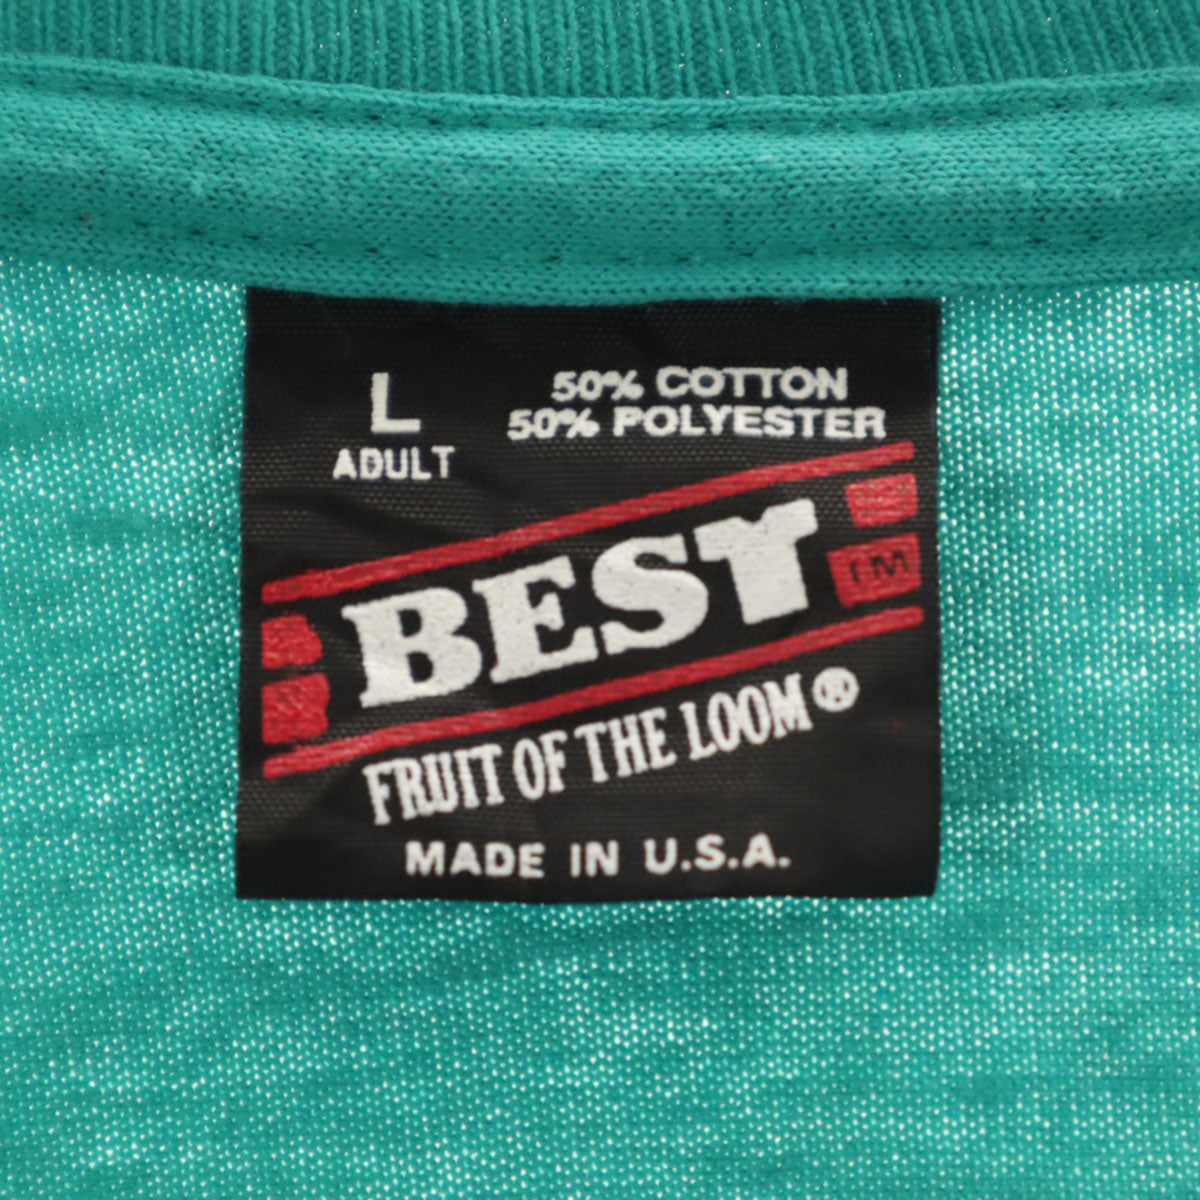 L
ADULT
50% COTTON
50% POLYESTER
BEST
TM
FRUIT OF THE LOOM®
MADE IN U.S.A.